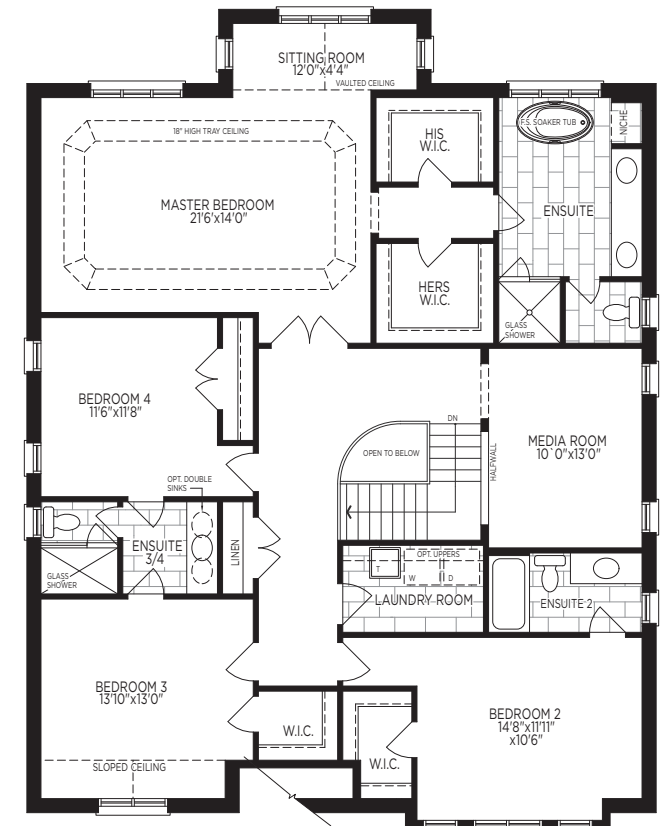 SITTING ROOM
12'0"x4'4"
VAULTED CEILING
18" HIGH TRAY CEILING
HIS
W.I.C.
F.S. SOAKER TUB
NICHE
MASTER BEDROOM
21'6"x14'0"
ENSUITE
HERS
W.I.C.
GLASS
SHOWER
BEDROOM 4
11'6"x11'8"
DN
OPEN TO BELOW
HALFWALL
MEDIA ROOM
10`0"x13'0"
OPT. DOUBLE
SINKS
ENSUITE
3/4
LINEN
GLASS
SHOWER
OPT. UPPERS
T
W
D
LAUNDRY ROOM
ENSUITE 2
BEDROOM 3
13'10"x13'0"
W.I.C.
BEDROOM 2
14'8"x11'11"
x10'6"
W.I.C.
SLOPED CEILING